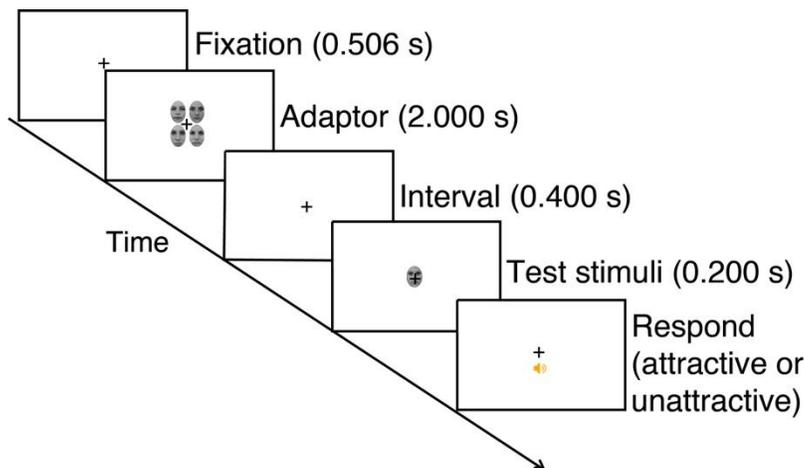 Fixation (0.506 s)
Adaptor (2.000 s)
Interval (0.400 s)
Time
Test stimuli (0.200 s)
Respond
(attractive or
unattractive)